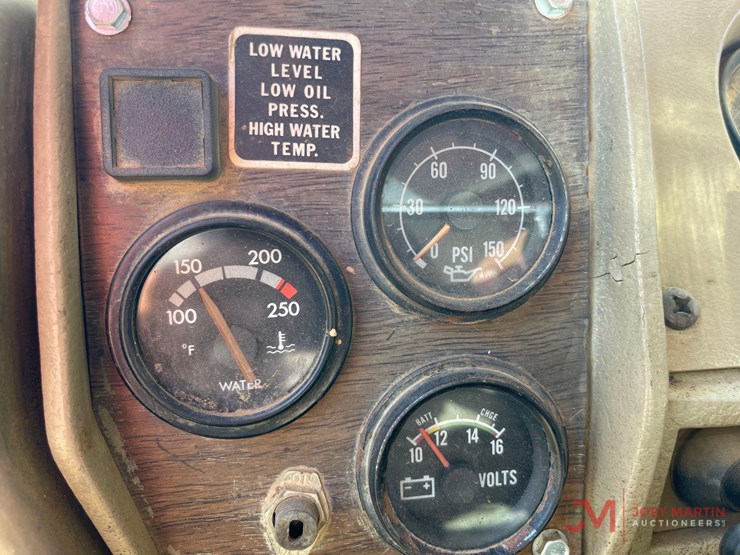 LOW WATER
LEVEL
LOW OIL
PRESS.
HIGH WATER
TEMP.
60 90
30 120
0 PSI 150
150 200
100 250
°F
WATER
BATT CHGE
10 12 14 16
VOLTS
JM JOEY MARTIN
AUCTIONEERS